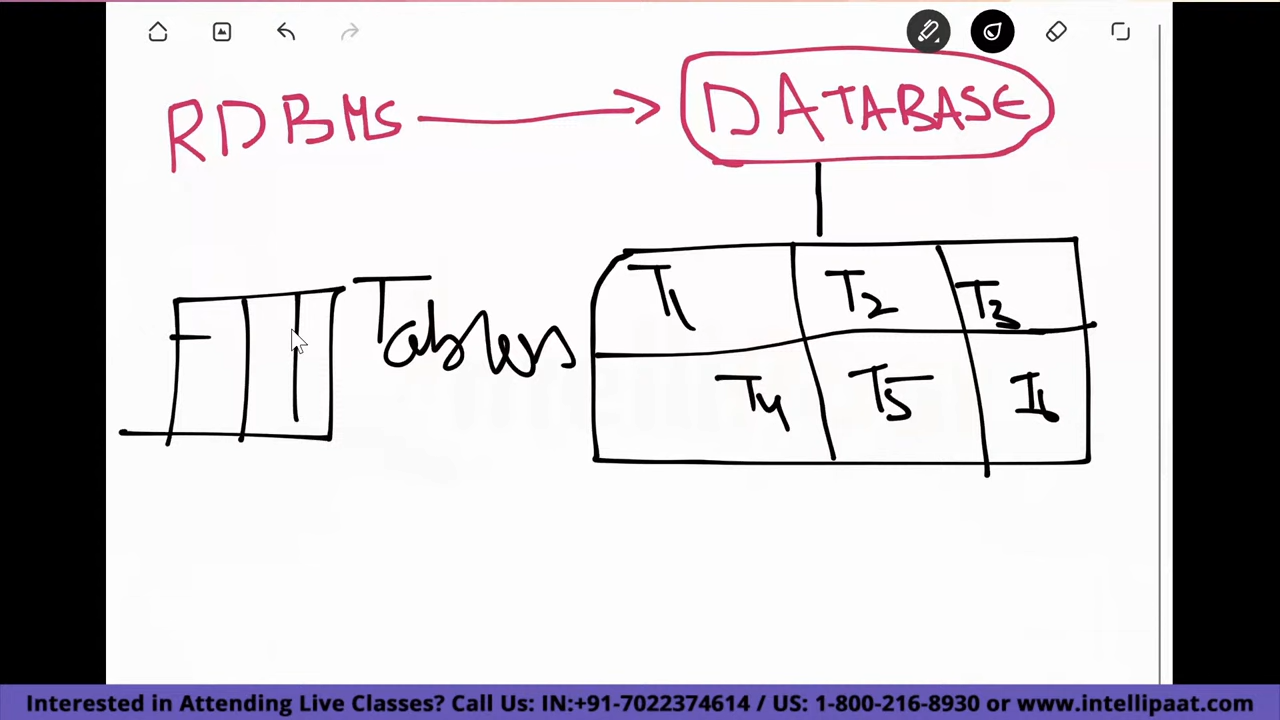 RDBMS DATABASE
T1 T2 T3
Tables
T4 T5 T6
Interested in Attending Live Classes? Call Us: IN:+91-7022374614 / US: 1-800-216-8930 or www.intellipaat.com